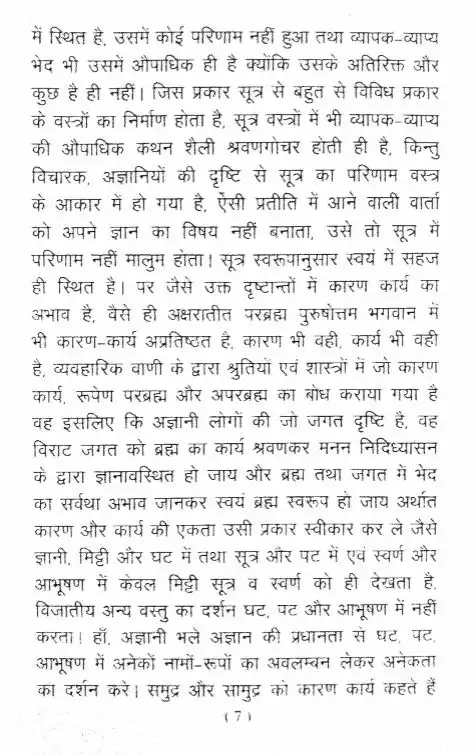 में स्थित है, उसमें कोई परिणाम नहीं हुआ तथा व्यापक-व्याप्य
भेद भी उसमें औपाधिक ही है क्योंकि उसके अतिरिक्त और
कुछ है ही नहीं। जिस प्रकार सूत्र से बहुत से विविध प्रकार
के वस्त्रों का निर्माण होता है, सूत्र वस्त्रों में भी व्यापक-व्याप्य
की औपाधिक कथन शैली श्रवणगोचर होती ही है, किन्तु
विचारक, अज्ञानियों की दृष्टि से सूत्र का परिणाम वस्त्र
के आकार में हो गया है, ऐसी प्रतीति में आने वाली वार्ता
को अपने ज्ञान का विषय नहीं बनाता, उसे तो सूत्र में
परिणाम नहीं मालुम होता। सूत्र स्वरूपानुसार स्वयं में सहज
ही स्थित है। पर जैसे उक्त दृष्टान्तों में कारण कार्य का
अभाव है, वैसे ही अक्षरातीत परब्रह्म पुरुषोत्तम भगवान में
भी कारण-कार्य अप्रतिष्ठत है, कारण भी वही, कार्य भी वही
है, व्यवहारिक वाणी के द्वारा श्रुतियों एवं शास्त्रों में जो कारण
कार्य, रूपेण परब्रह्म और अपरब्रह्म का बोध कराया गया है
वह इसलिए कि अज्ञानी लोगों की जो जगत दृष्टि है, वह
विराट जगत को ब्रह्म का कार्य श्रवणकर मनन निदिध्यासन
के द्वारा ज्ञानावस्थित हो जाय और ब्रह्म तथा जगत में भेद
का सर्वथा अभाव जानकर स्वयं ब्रह्म स्वरूप हो जाय अर्थात
कारण और कार्य की एकता उसी प्रकार स्वीकार कर ले जैसे
ज्ञानी, मिट्टी और घट में तथा सूत्र और पट में एवं स्वर्ण और
आभूषण में केवल मिट्टी सूत्र व स्वर्ण को ही देखता है,
विजातीय अन्य वस्तु का दर्शन घट, पट और आभूषण में नहीं
करता। हाँ, अज्ञानी भले अज्ञान की प्रधानता से घट, पट,
आभूषण में अनेकों नामों-रूपों का अवलम्बन लेकर अनेकता
का दर्शन करे। समुद्र और सामुद्र को कारण कार्य कहते हैं
(7)